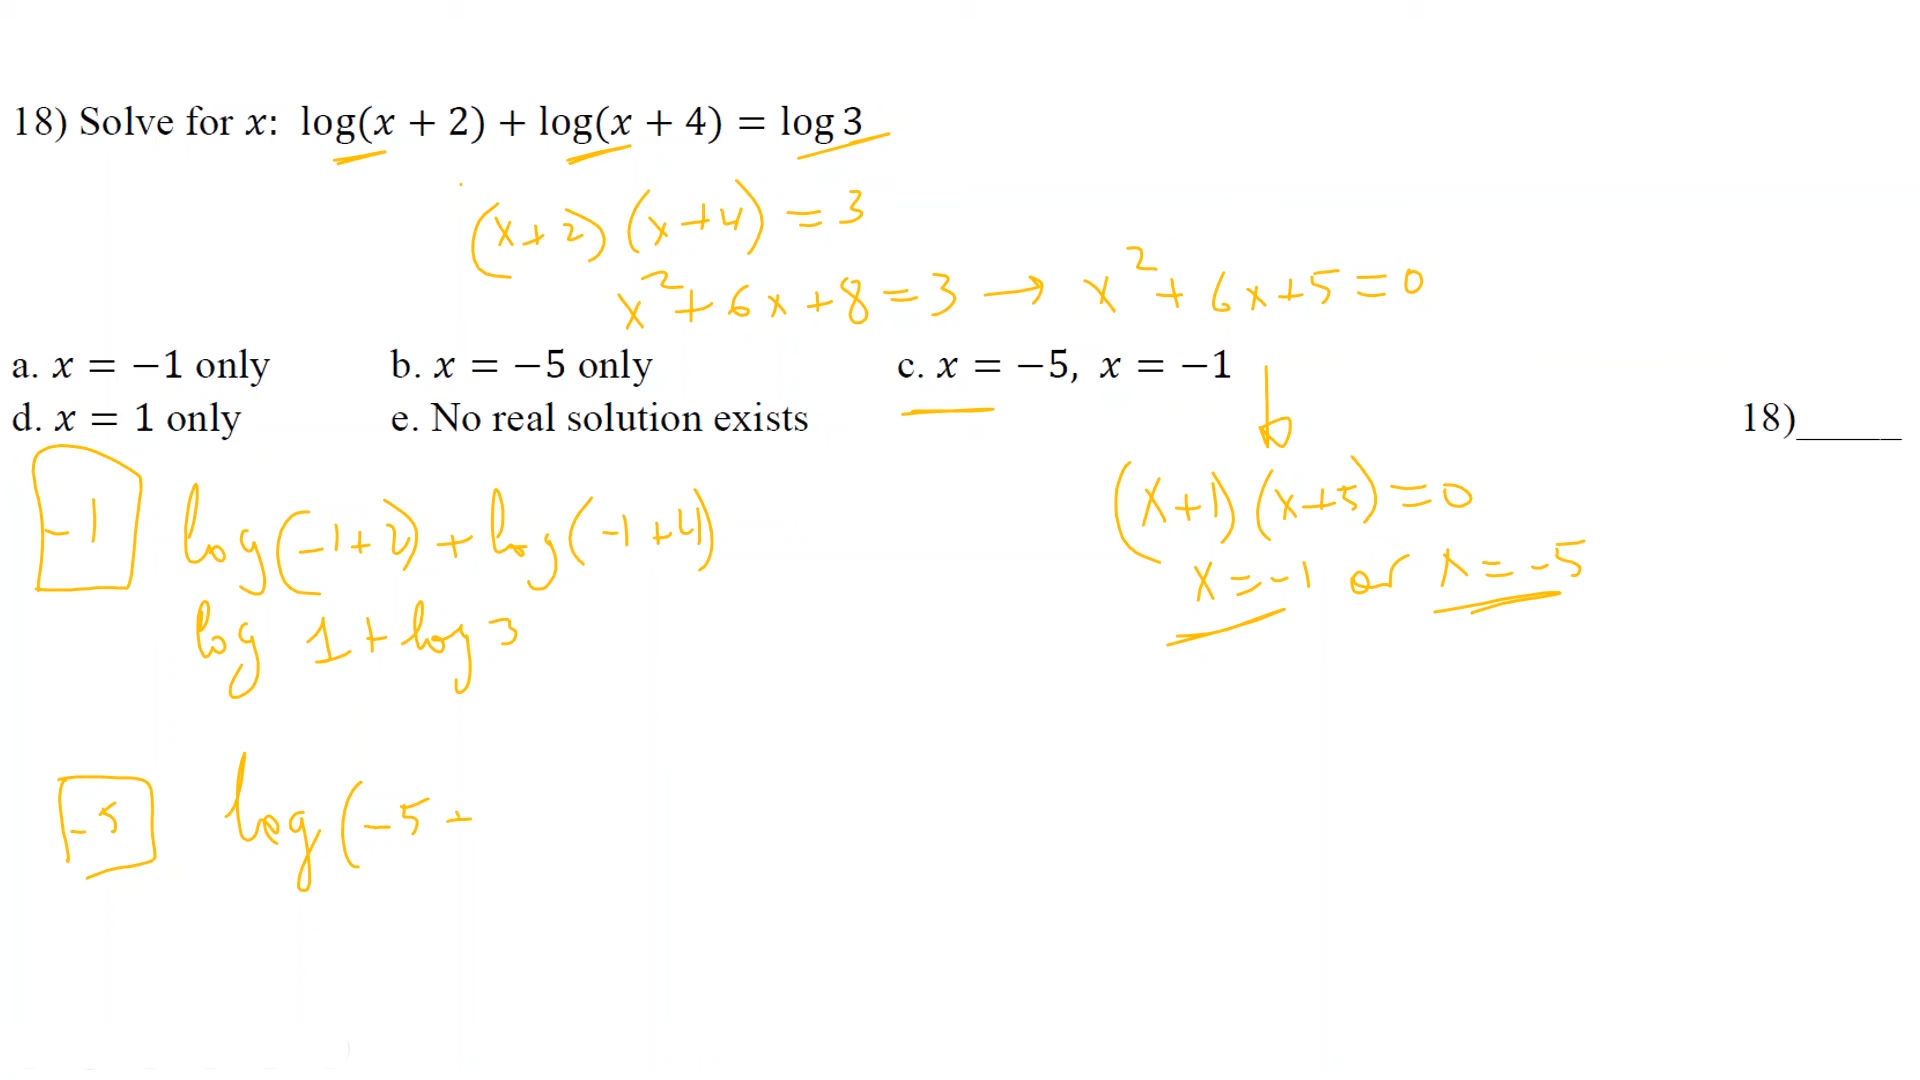 18) Solve for x: log(x + 2) + log(x + 4) = log 3
(x+2)(x+4) = 3
x²+6x+8=3 → x²+6x+5=0
a. x = −1 only b. x = −5 only c. x = −5, x = −1
d. x = 1 only e. No real solution exists 18)_____
(x+1)(x+5)=0
x=-1 or x=-5
-1 log(-1+2)+log(-1+4)
log 1+log 3
-5 log(-5+